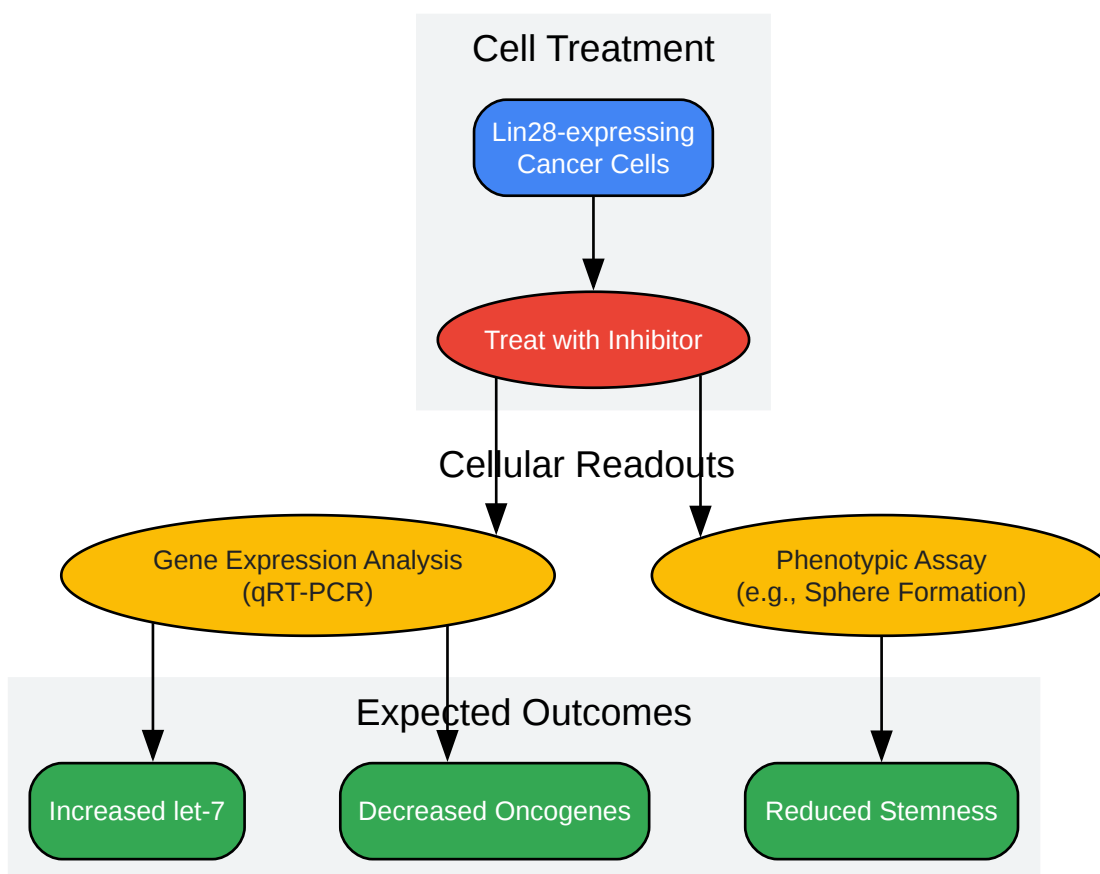 Cell Treatment
Lin28-expressing
Cancer Cells
Treat with Inhibitor
Cellular Readouts
Gene Expression Analysis
(qRT-PCR)
Phenotypic Assay
(e.g., Sphere Formation)
Expected Outcomes
Increased let-7
Decreased Oncogenes
Reduced Stemness